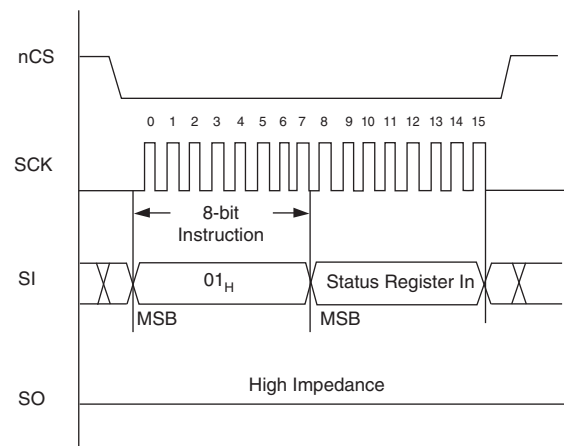 nCS
0 1 2 3 4 5 6 7 8 9 10 11 12 13 14 15
SCK
8-bit
Instruction
SI
01H
Status Register In
MSB
MSB
High Impedance
SO